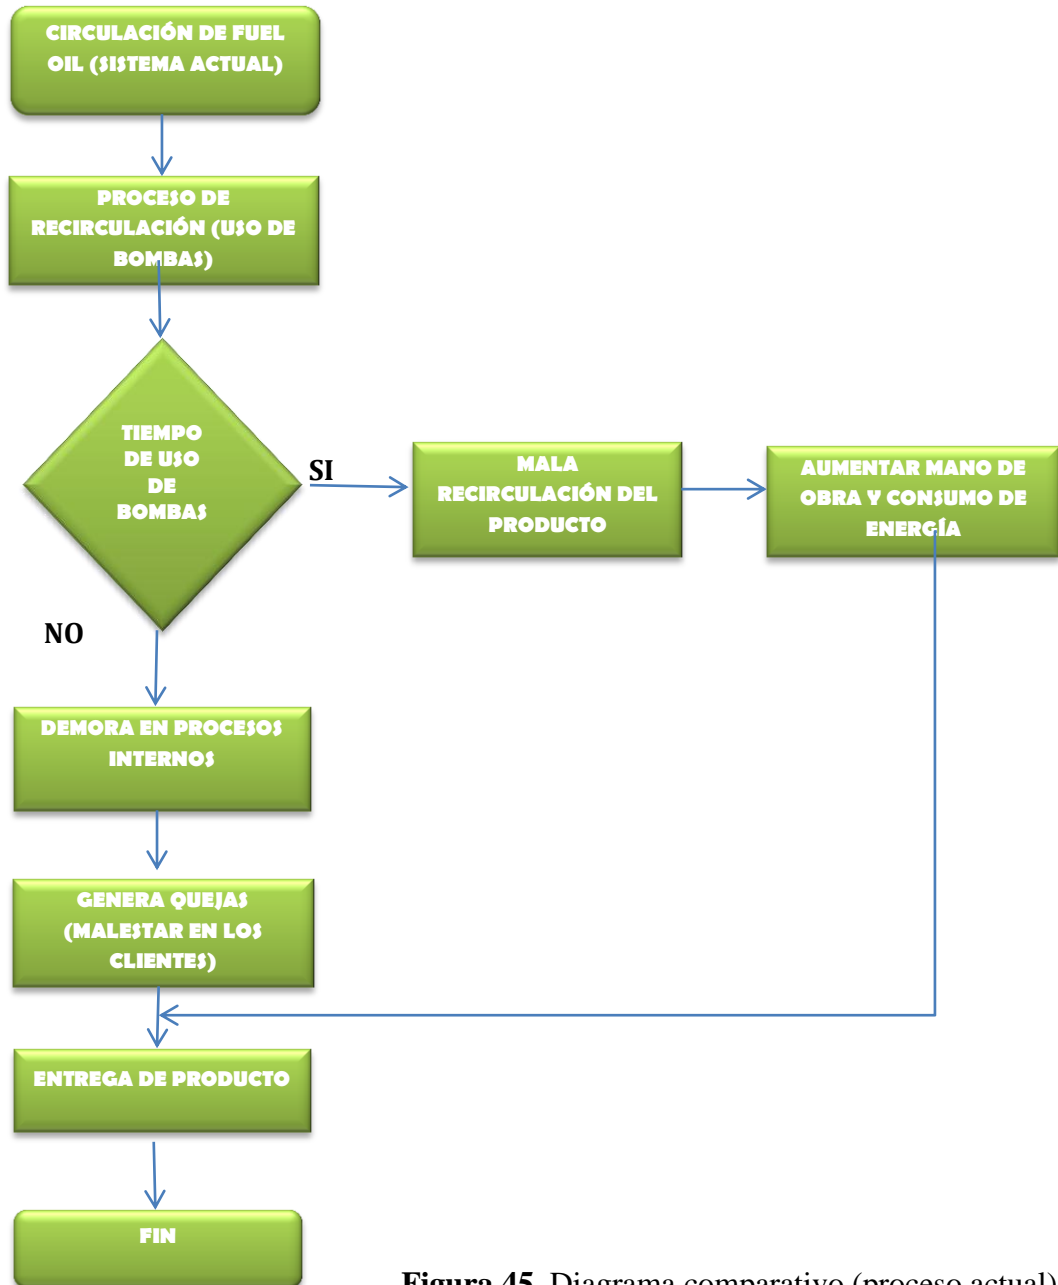 CIRCULACIÓN DE FUEL
OIL (SISTEMA ACTUAL)
PROCESO DE
RECIRCULACIÓN (USO DE
BOMBAS)
TIEMPO
DE USO
DE
BOMBAS
SI
MALA
RECIRCULACIÓN DEL
PRODUCTO
AUMENTAR MANO DE
OBRA Y CONSUMO DE
ENERGÍA
NO
DEMORA EN PROCESOS
INTERNOS
GENERA QUEJAS
(MALESTAR EN LOS
CLIENTES)
ENTREGA DE PRODUCTO
FIN
Figura 45. Diagrama comparativo (proceso actual)